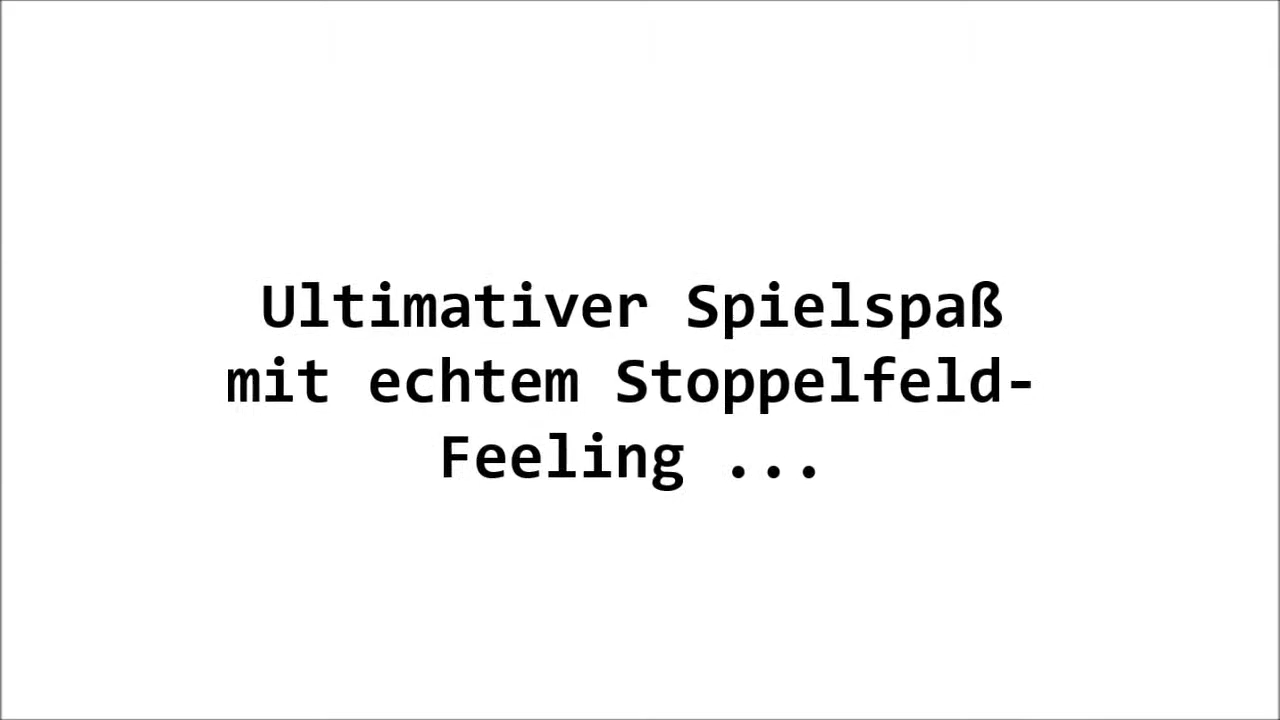 Ultimativer Spielspaß
mit echtem Stoppelfeld-
Feeling ...